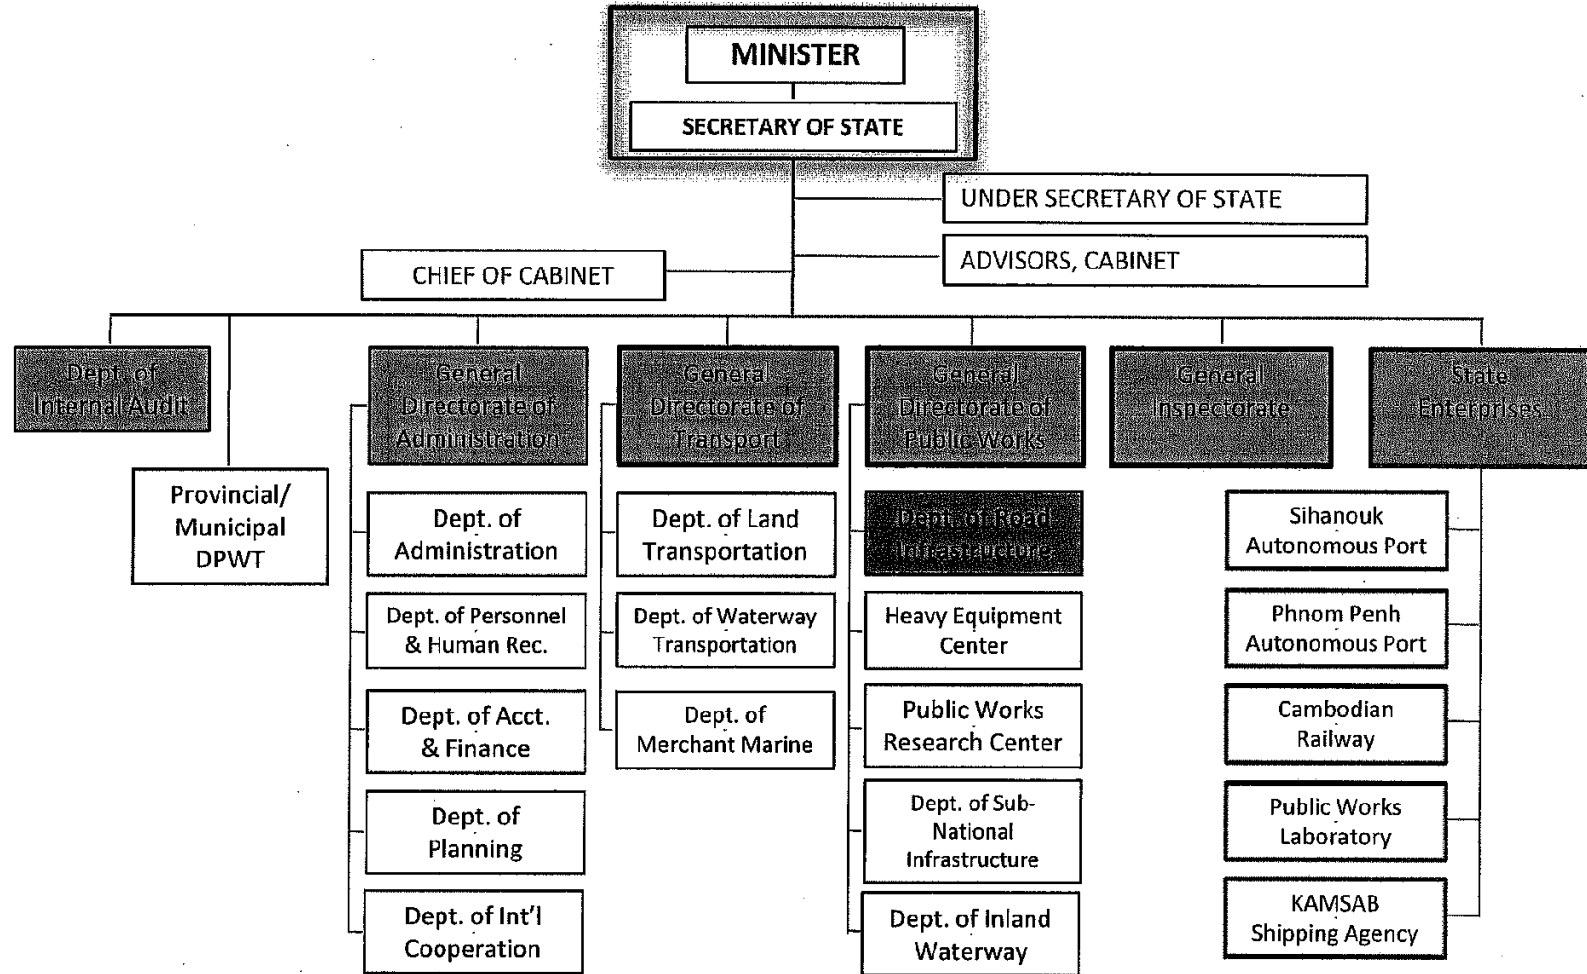 MINISTER
SECRETARY OF STATE
UNDER SECRETARY OF STATE
ADVISORS, CABINET
CHIEF OF CABINET
Dept. of
Internal Audit
Provincial/
Municipal
DPWT
General
Directorate of
Administration
Dept. of
Administration
Dept. of Personnel
& Human Rec.
Dept. of Acct.
& Finance
Dept. of
Planning
Dept. of Int'l
Cooperation
General
Directorate of
Transport
Dept. of Land
Transportation
Dept. of Waterway
Transportation
Dept. of
Merchant Marine
General
Directorate of
Public Works
Dept. of Road
Infrastructure
Heavy Equipment
Center
Public Works
Research Center
Dept. of Sub-
National
Infrastructure
Dept. of Inland
Waterway
General
Inspectorate
State
Enterprises
Sihanouk
Autonomous Port
Phnom Penh
Autonomous Port
Cambodian
Railway
Public Works
Laboratory
KAMSAB
Shipping Agency